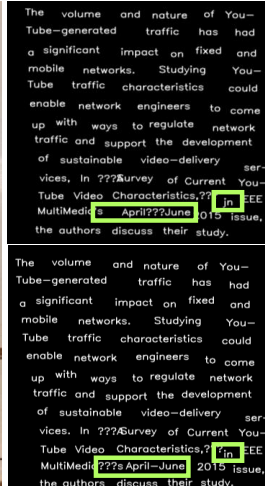 The volume and nature of You-
Tube-generated traffic has had
a significant impact on fixed and
mobile networks. Studying You-
Tube traffic characteristics could
enable network engineers to come
up with ways to regulate network
traffic and support the development
of sustainable video-delivery ser-
vices. In ???Survey of Current You-
Tube Video Characteristics,?? in EEE
MultiMedia's April???June 2015 issue,
the authors discuss their study.
The volume and nature of You-
Tube-generated traffic has had
a significant impact on fixed and
mobile networks. Studying You-
Tube traffic characteristics could
enable network engineers to come
up with ways to regulate network
traffic and support the development
of sustainable video-delivery ser-
vices. In ???Survey of Current You-
Tube Video Characteristics,? in EEE
MultiMedia???s April-June 2015 issue,
the authors discuss their study.